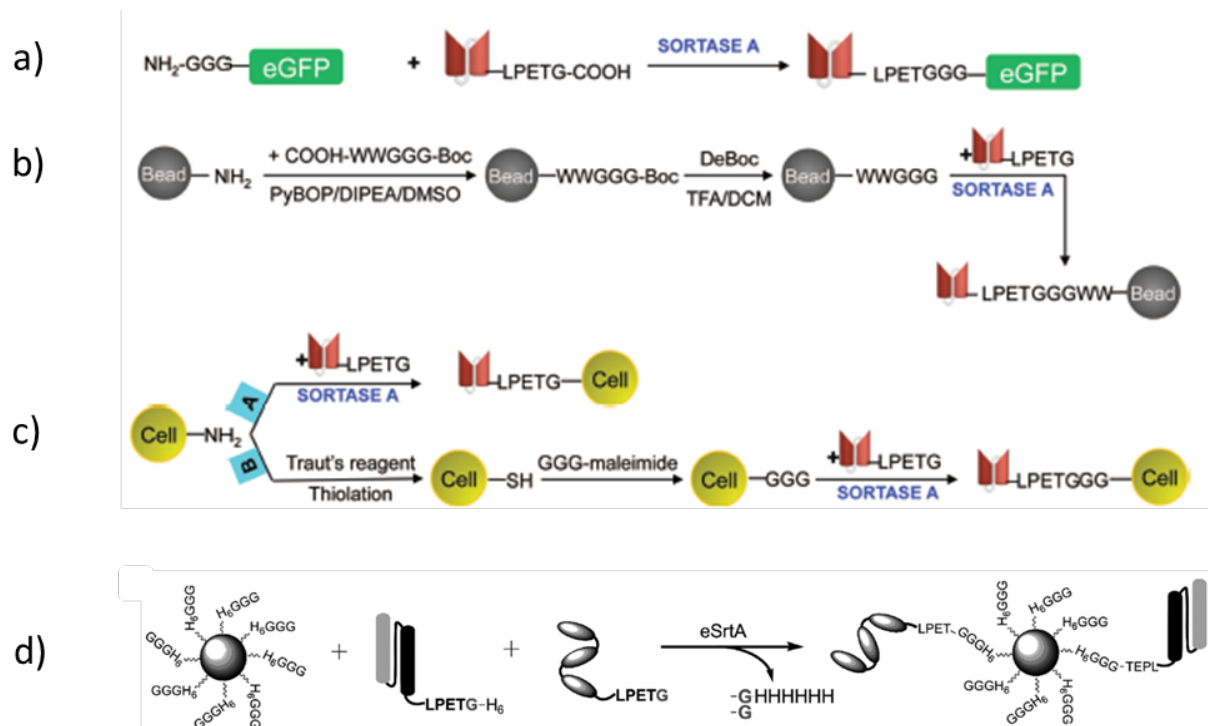 a)
NH2-GGG eGFP + LPETG-COOH SORTASE A LPETGGG eGFP
b)
Bead NH2 + COOH-WWGGG-Boc PyBOP/DIPEA/DMSO Bead WWGGG-Boc DeBoc TFA/DCM Bead WWGGG + LPETG SORTASE A
LPETGGGWW Bead
c)
+ LPETG SORTASE A LPETG Cell
Cell NH2 A B
Traut's reagent Thiolation Cell SH GGG-maleimide Cell GGG + LPETG SORTASE A LPETGGG Cell
d)
H6GGG
H6GGG
H6GGG
H6GGG
H6GGG
GGGH6
GGGH6
GGGH6
+
LPETG-H6
+
LPETG
eSrtA
-GHHHHHH
-G
LPET
GGGH6
H6GGG
H6GGG
H6GGG
H6GGG-TEPL
H6GGG
GGGH6
GGGH6